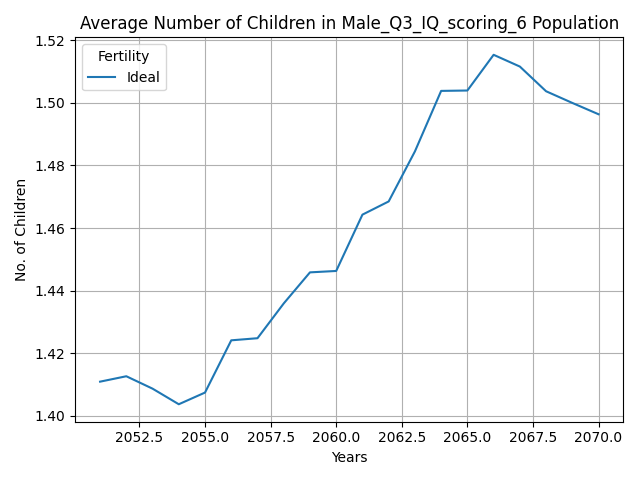 Average Number of Children in Male_Q3_IQ_scoring_6 Population
Fertility
Ideal
No. of Children
1.52
1.50
1.48
1.46
1.44
1.42
1.40
2052.5 2055.0 2057.5 2060.0 2062.5 2065.0 2067.5 2070.0
Years